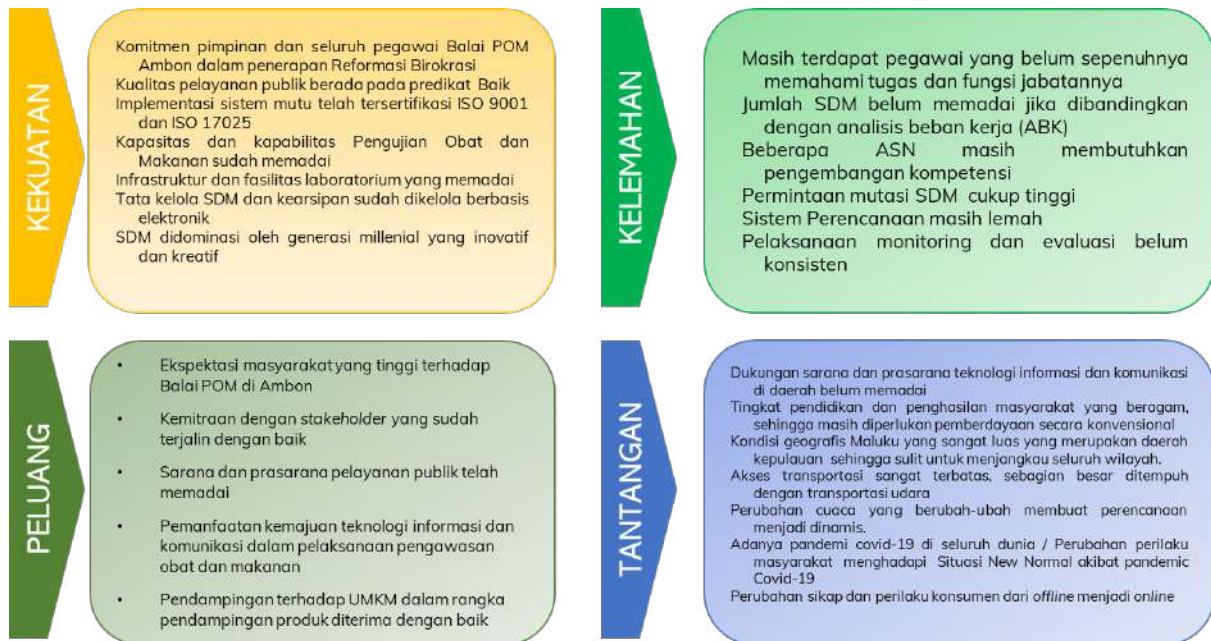 KEKUATAN
Komitmen pimpinan dan seluruh pegawai Balai POM
Ambon dalam penerapan Reformasi Birokrasi
Kualitas pelayanan publik berada pada predikat Baik
Implementasi sistem mutu telah tersertifikasi ISO 9001
dan ISO 17025
Kapasitas dan kapabilitas Pengujian Obat dan
Makanan sudah memadai
Infrastruktur dan fasilitas laboratorium yang memadai
Tata kelola SDM dan kearsipan sudah dikelola berbasis
elektronik
SDM didominasi oleh generasi millenial yang inovatif
dan kreatif
KELEMAHAN
Masih terdapat pegawai yang belum sepenuhnya
memahami tugas dan fungsi jabatannya
Jumlah SDM belum memadai jika dibandingkan
dengan analisis beban kerja (ABK)
Beberapa ASN masih membutuhkan
pengembangan kompetensi
Permintaan mutasi SDM cukup tinggi
Sistem Perencanaan masih lemah
Pelaksanaan monitoring dan evaluasi belum
konsisten
PELUANG
• Ekspektasi masyarakat yang tinggi terhadap
Balai POM di Ambon
• Kemitraan dengan stakeholder yang sudah
terjalin dengan baik
• Sarana dan prasarana pelayanan publik telah
memadai
• Pemanfaatan kemajuan teknologi informasi dan
komunikasi dalam pelaksanaan pengawasan
obat dan makanan
• Pendampingan terhadap UMKM dalam rangka
pendampingan produk diterima dengan baik
TANTANGAN
Dukungan sarana dan prasarana teknologi informasi dan komunikasi
di daerah belum memadai
Tingkat pendidikan dan penghasilan masyarakat yang beragam,
sehingga masih diperlukan pemberdayaan secara konvensional
Kondisi geografis Maluku yang sangat luas yang merupakan daerah
kepulauan sehingga sulit untuk menjangkau seluruh wilayah.
Akses transportasi sangat terbatas, sebagian besar ditempuh
dengan transportasi udara
Perubahan cuaca yang berubah-ubah membuat perencanaan
menjadi dinamis.
Adanya pandemi covid-19 di seluruh dunia / Perubahan perilaku
masyarakat menghadapi Situasi New Normal akibat pandemic
Covid-19
Perubahan sikap dan perilaku konsumen dari offline menjadi online